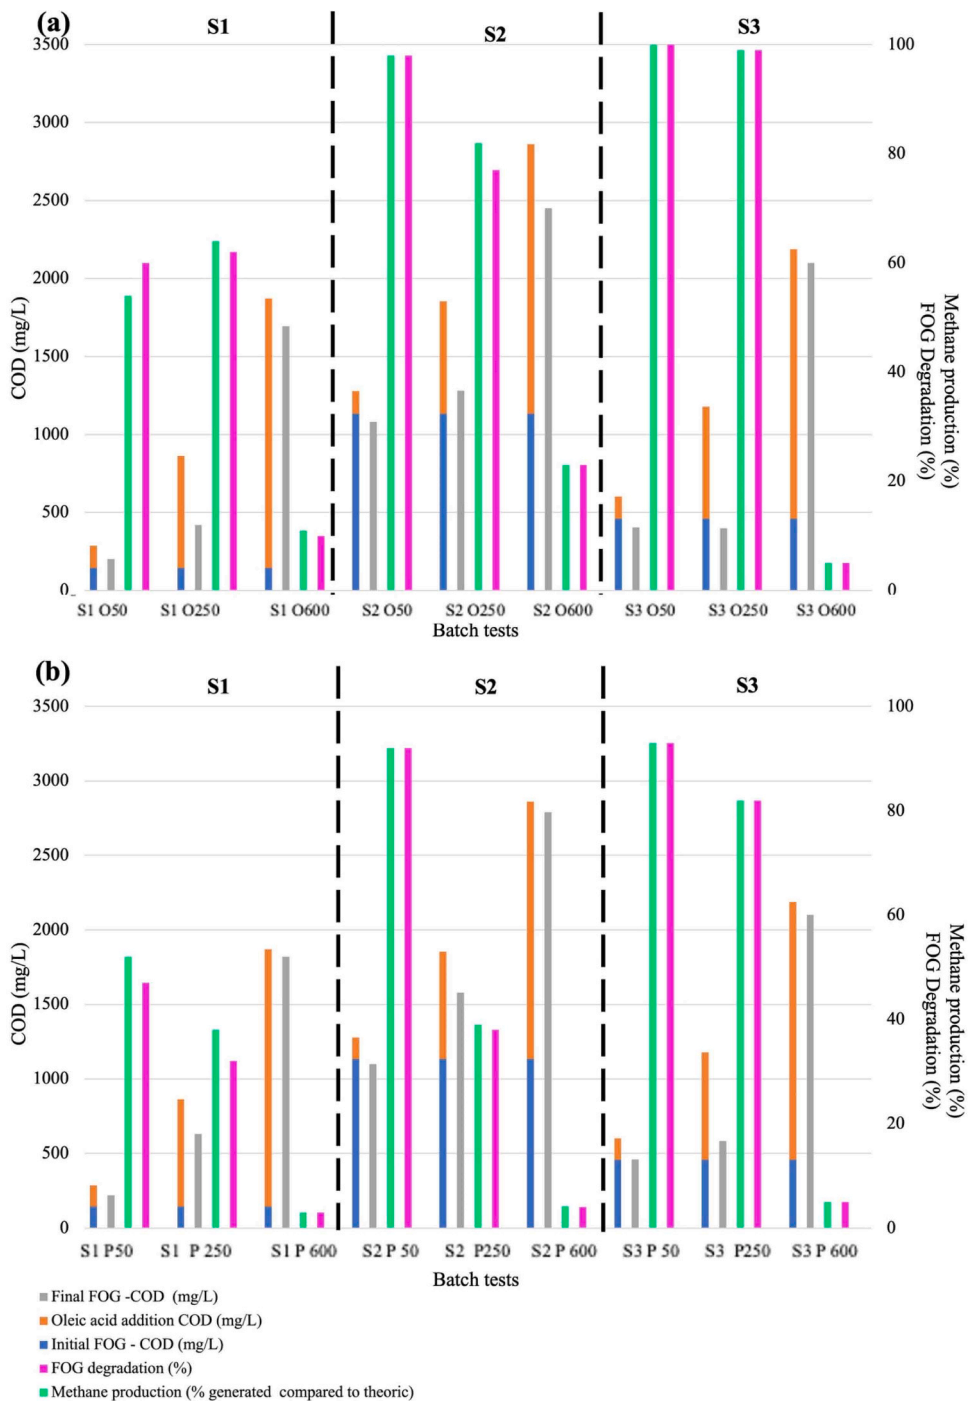 (a)
S1
S2
S3
3500
3000
2500
2000
1500
1000
500
0
COD (mg/L)
100
80
60
40
20
0
Methane production (%)
FOG Degradation (%)
S1 O50
S1 O250
S1 O600
S2 O50
S2 O250
S2 O600
S3 O50
S3 O250
S3 O600
Batch tests
(b)
S1
S2
S3
3500
3000
2500
2000
1500
1000
500
0
COD (mg/L)
100
80
60
40
20
0
Methane production (%)
FOG Degradation (%)
S1 P50
S1 P 250
S1 P 600
S2 P 50
S2 P250
S2 P 600
S3 P 50
S3 P250
S3 P 600
Batch tests
Final FOG -COD (mg/L)
Oleic acid addition COD (mg/L)
Initial FOG - COD (mg/L)
FOG degradation (%)
Methane production (% generated compared to theoric)